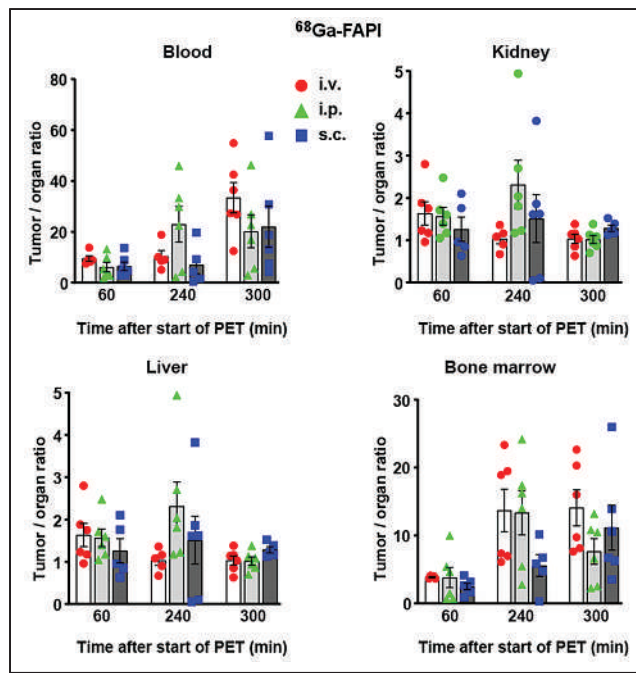 ⁶⁸Ga-FAPI
Blood
Tumor / organ ratio
80
60
40
20
0
60 240 300
Time after start of PET (min)
i.v.
i.p.
s.c.
Kidney
Tumor / organ ratio
5
4
3
2
1
0
60 240 300
Time after start of PET (min)
Liver
Tumor / organ ratio
5
4
3
2
1
0
60 240 300
Time after start of PET (min)
Bone marrow
Tumor / organ ratio
30
20
10
0
60 240 300
Time after start of PET (min)